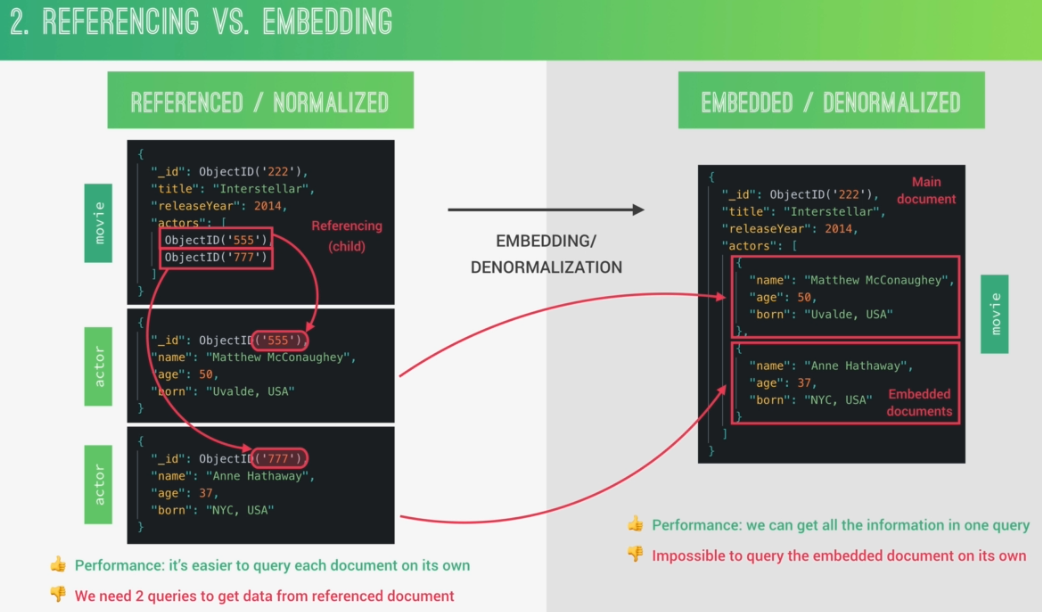 2. REFERENCING VS. EMBEDDING
REFERENCED / NORMALIZED
movie
{
"_id": ObjectID('222'),
"title": "Interstellar",
"releaseYear": 2014,
"actors": [
ObjectID('555'),
ObjectID('777')
]
}
Referencing
(child)
actor
{
"_id": ObjectID('555'),
"name": "Matthew McConaughey",
"age": 50,
"born": "Uvalde, USA"
}
actor
{
"_id": ObjectID('777'),
"name": "Anne Hathaway",
"age": 37,
"born": "NYC, USA"
}
👍 Performance: it's easier to query each document on its own
👎 We need 2 queries to get data from referenced document
EMBEDDING/
DENORMALIZATION
EMBEDDED / DENORMALIZED
{
"_id": ObjectID('222'),
"title": "Interstellar",
"releaseYear": 2014,
"actors": [
{
"name": "Matthew McConaughey",
"age": 50,
"born": "Uvalde, USA"
},
{
"name": "Anne Hathaway",
"age": 37,
"born": "NYC, USA"
}
]
}
Main
document
Embedded
documents
movie
👍 Performance: we can get all the information in one query
👎 Impossible to query the embedded document on its own